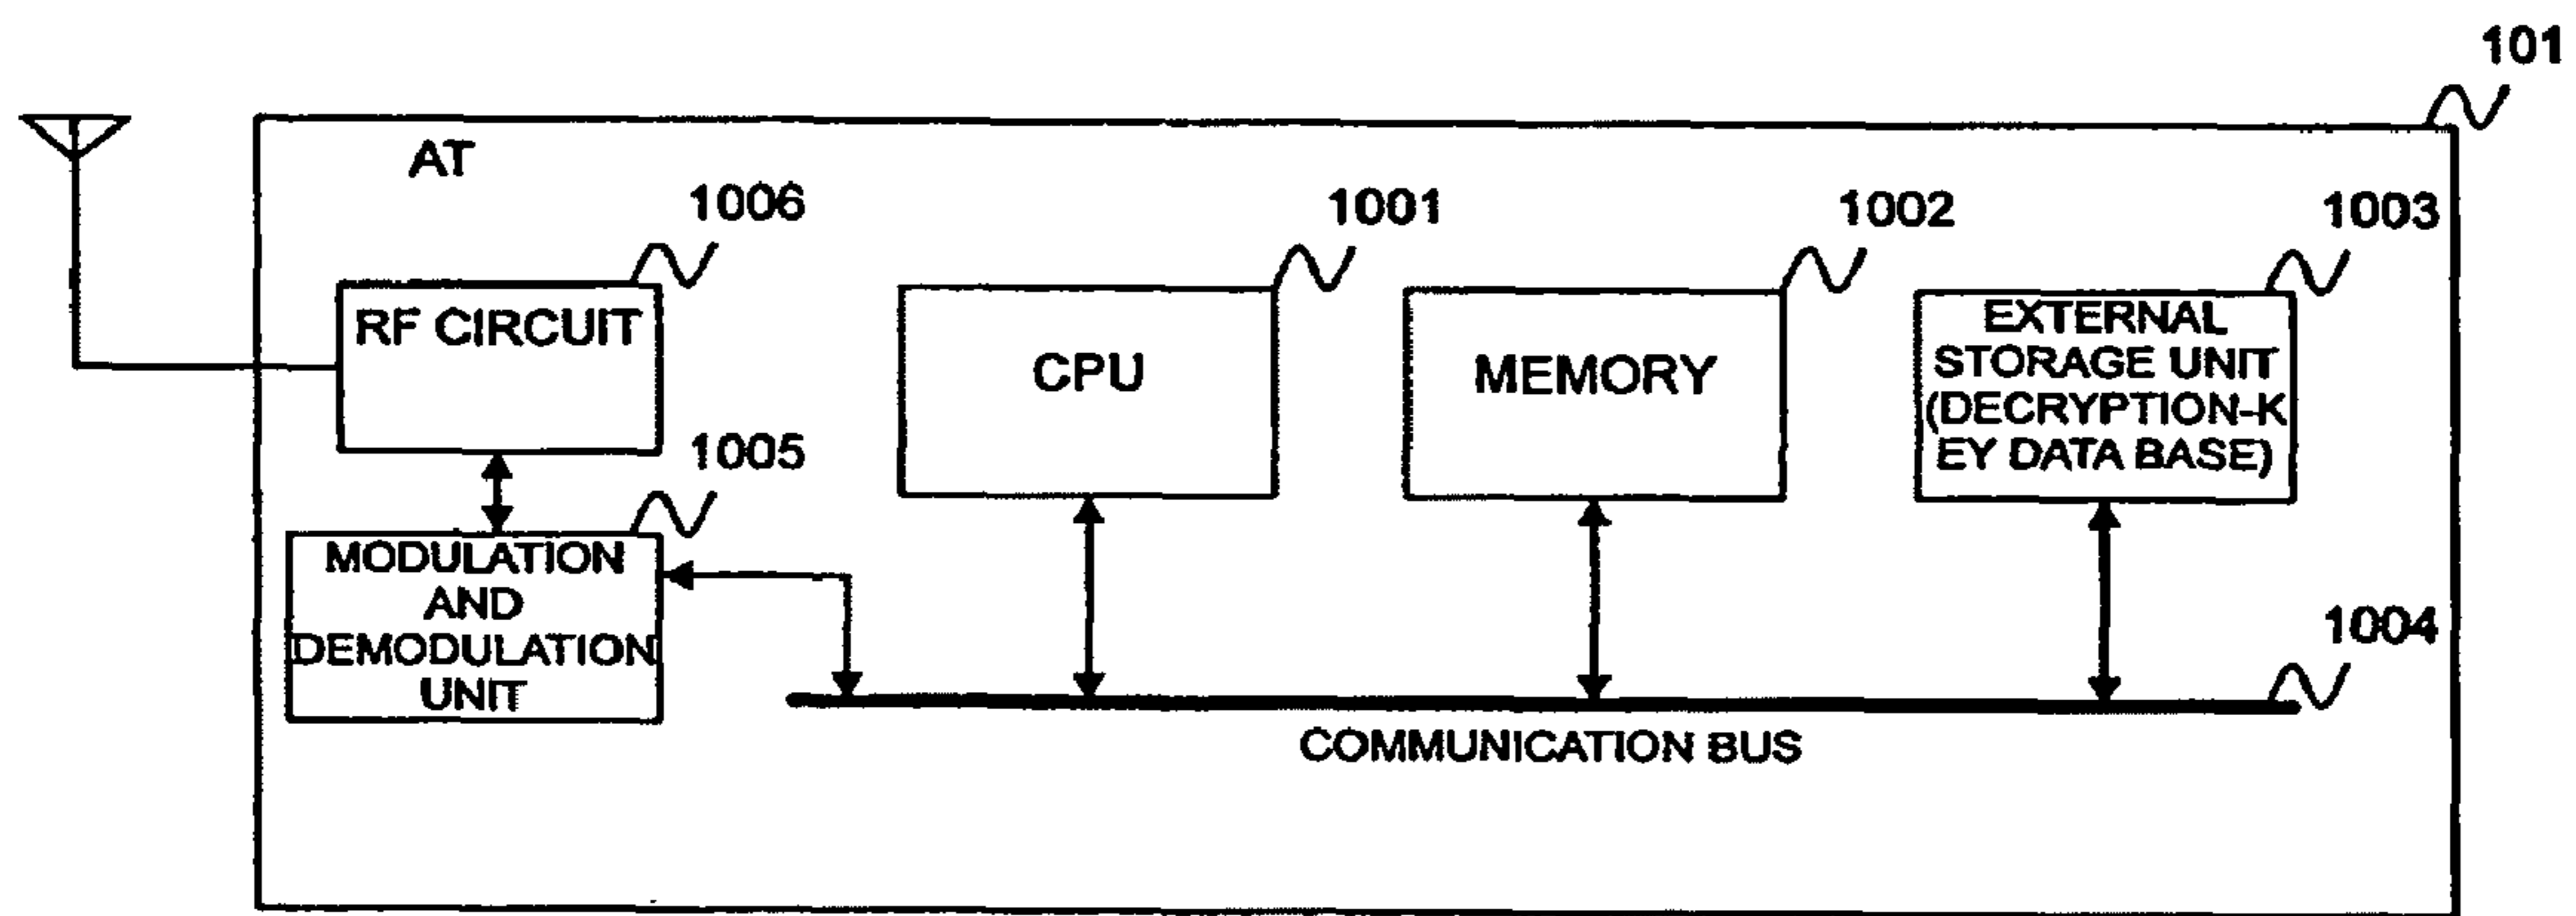 101
AT
1006
1001
1002
1003
RF CIRCUIT
CPU
MEMORY
EXTERNAL
STORAGE UNIT
(DECRYPTION-K
EY DATA BASE)
1005
MODULATION
AND
DEMODULATION
UNIT
1004
COMMUNICATION BUS